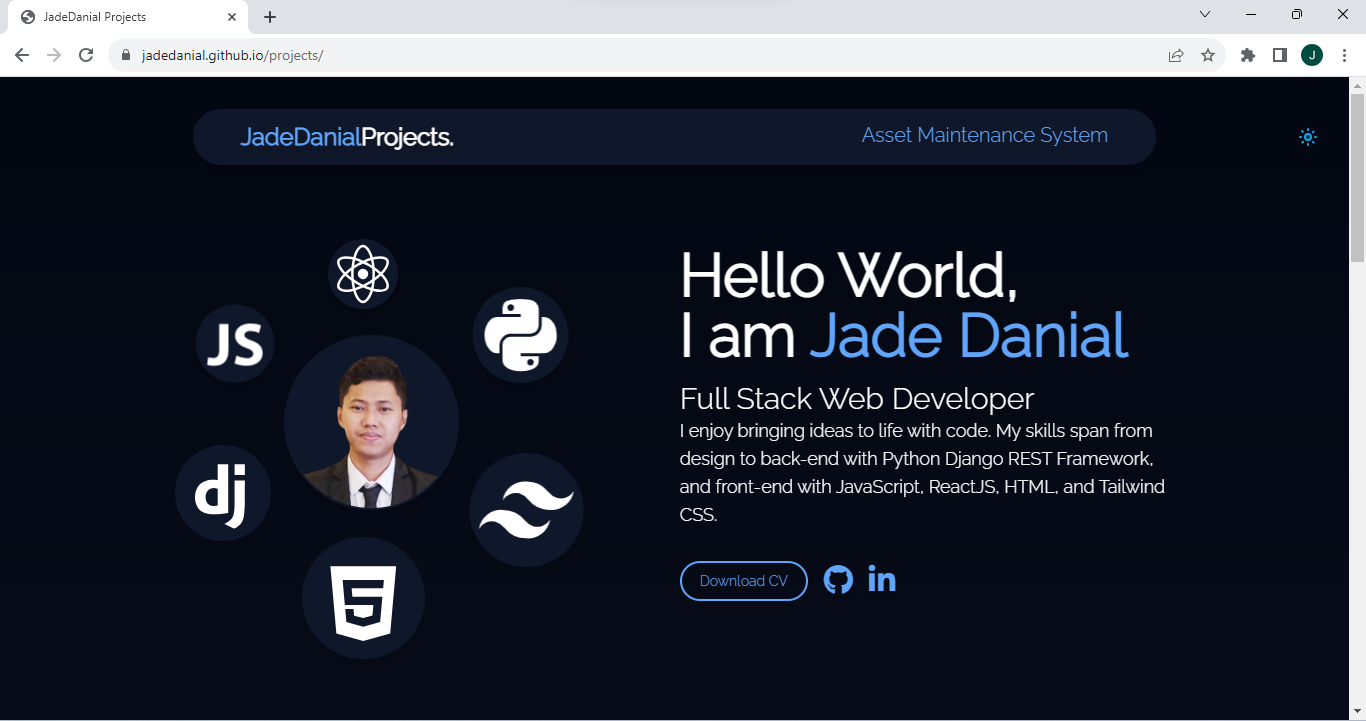 JadeDanial Projects
jadedanial.github.io/projects/
J
JadeDanialProjects.
Asset Maintenance System
Hello World,
I am Jade Danial
JS
dj
5
Full Stack Web Developer
I enjoy bringing ideas to life with code. My skills span from
design to back-end with Python Django REST Framework,
and front-end with JavaScript, ReactJS, HTML, and Tailwind
CSS.
Download CV
in